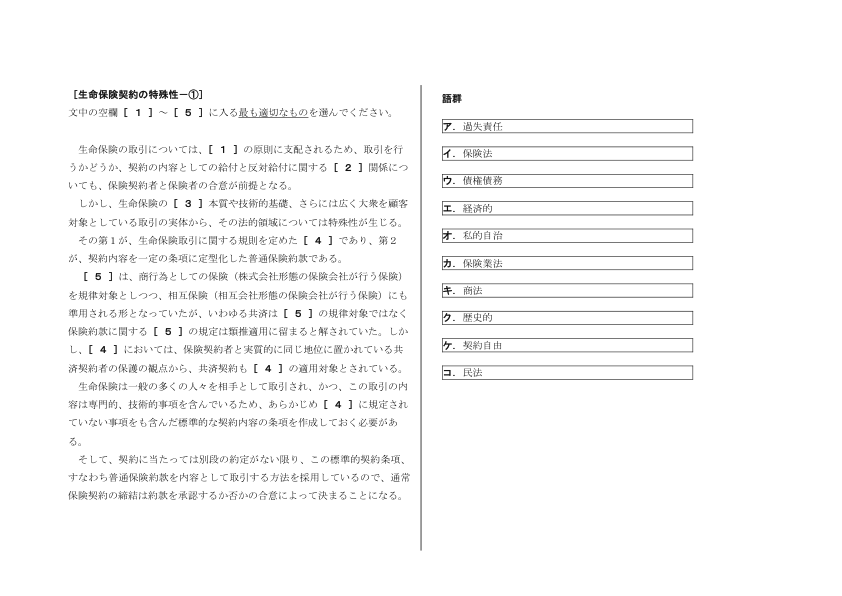 ［生命保険契約の特殊性－①］
文中の空欄［ 1 ］～［ 5 ］に入る最も適切なものを選んでください。
生命保険の取引については、［ 1 ］の原則に支配されるため、取引を行
うかどうか、契約の内容としての給付と反対給付に関する［ 2 ］関係につ
いても、保険契約者と保険者の合意が前提となる。
しかし、生命保険の［ 3 ］本質や技術的基礎、さらには広く大衆を顧客
対象としている取引の実体から、その法的領域については特殊性が生じる。
その第１が、生命保険取引に関する規則を定めた［ 4 ］であり、第２
が、契約内容を一定の条項に定型化した普通保険約款である。
［ 5 ］は、商行為としての保険（株式会社形態の保険会社が行う保険）
を規律対象としつつ、相互保険（相互会社形態の保険会社が行う保険）にも
準用される形となっていたが、いわゆる共済は［ 5 ］の規律対象ではなく
保険約款に関する［ 5 ］の規定は類推適用に留まると解されていた。しか
し、［ 4 ］においては、保険契約者と実質的に同じ地位に置かれている共
済契約者の保護の観点から、共済契約も［ 4 ］の適用対象とされている。
生命保険は一般の多くの人々を相手として取引され、かつ、この取引の内
容は専門的、技術的事項を含んでいるため、あらかじめ［ 4 ］に規定され
ていない事項をも含んだ標準的な契約内容の条項を作成しておく必要があ
る。
そして、契約に当たっては別段の約定がない限り、この標準的契約条項、
すなわち普通保険約款を内容として取引する方法を採用しているので、通常
保険契約の締結は約款を承認するか否かの合意によって決まることになる。
語群
ア．過失責任
イ．保険法
ウ．債権債務
エ．経済的
オ．私的自治
カ．保険業法
キ．商法
ク．歴史的
ケ．契約自由
コ．民法